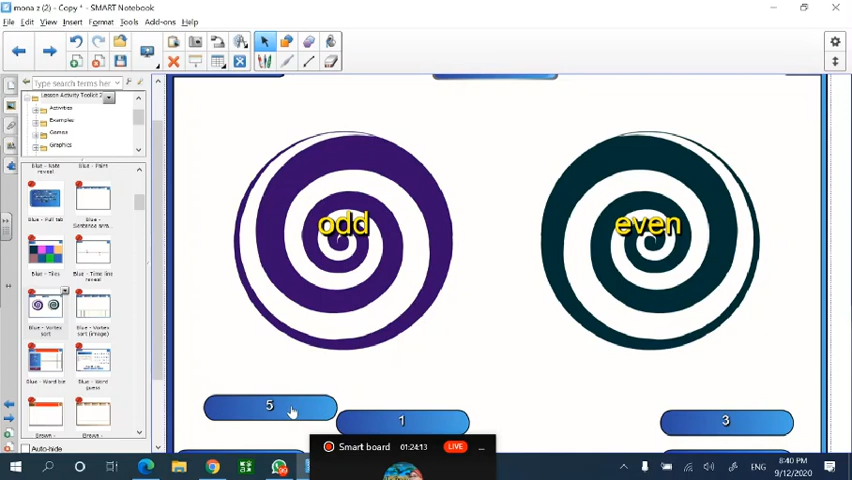 mona z (2) - Copy * - SMART Notebook
File Edit View Insert Format Tools Add-ons Help
Type search terms her
Lesson Activity Toolkit 2
Activities
Examples
Games
Graphics
Blue - Note reveal
Blue - Paint
Blue - Pull tab
Blue - Sentence arra
Blue - Tiles
Blue - Time line reveal
Blue - Vortex sort
Blue - Vortex sort (image)
Blue - Word biz
Blue - Word guess
Brown -
Brown -
Auto-hide
odd
even
5
1
3
Smart board
01:24:13
LIVE
99
ENG
8:40 PM
9/12/2020